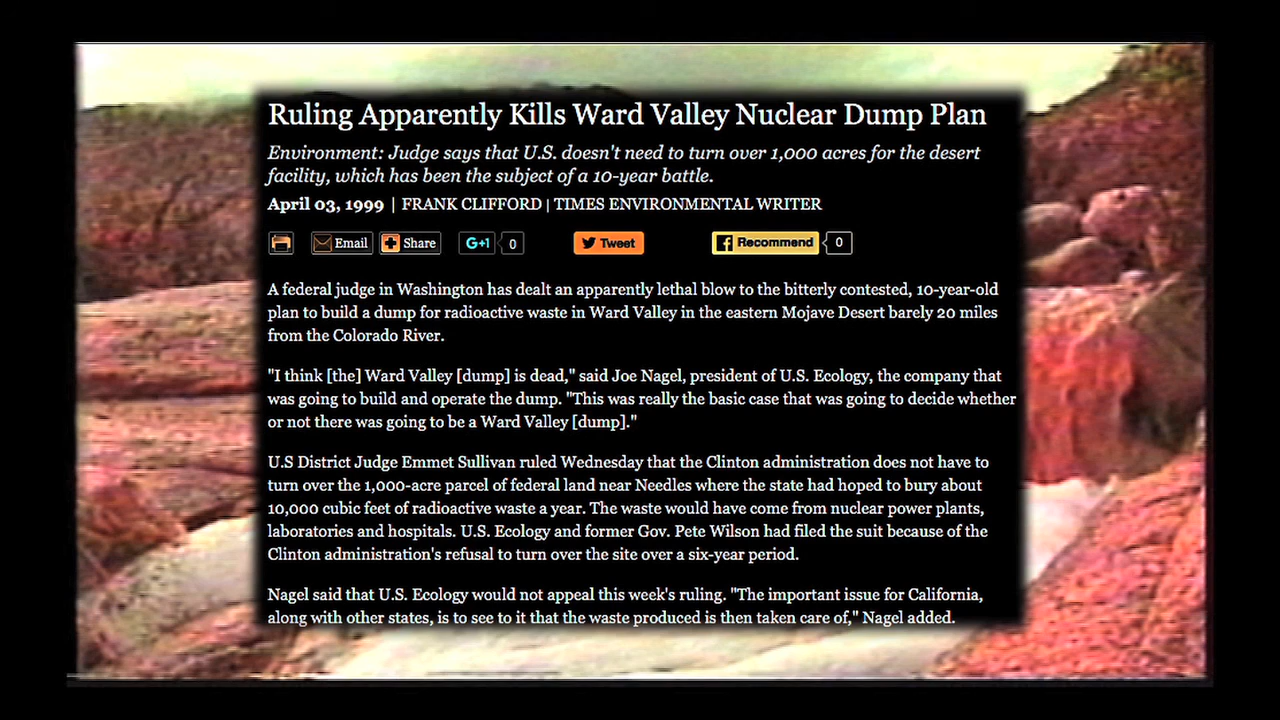 Ruling Apparently Kills Ward Valley Nuclear Dump Plan
Environment: Judge says that U.S. doesn't need to turn over 1,000 acres for the desert
facility, which has been the subject of a 10-year battle.
April 03, 1999 | FRANK CLIFFORD | TIMES ENVIRONMENTAL WRITER
Email Share G+1 0 Tweet Recommend 0
A federal judge in Washington has dealt an apparently lethal blow to the bitterly contested, 10-year-old
plan to build a dump for radioactive waste in Ward Valley in the eastern Mojave Desert barely 20 miles
from the Colorado River.
"I think [the] Ward Valley [dump] is dead," said Joe Nagel, president of U.S. Ecology, the company that
was going to build and operate the dump. "This was really the basic case that was going to decide whether
or not there was going to be a Ward Valley [dump]."
U.S District Judge Emmet Sullivan ruled Wednesday that the Clinton administration does not have to
turn over the 1,000-acre parcel of federal land near Needles where the state had hoped to bury about
10,000 cubic feet of radioactive waste a year. The waste would have come from nuclear power plants,
laboratories and hospitals. U.S. Ecology and former Gov. Pete Wilson had filed the suit because of the
Clinton administration's refusal to turn over the site over a six-year period.
Nagel said that U.S. Ecology would not appeal this week's ruling. "The important issue for California,
along with other states, is to see to it that the waste produced is then taken care of," Nagel added.